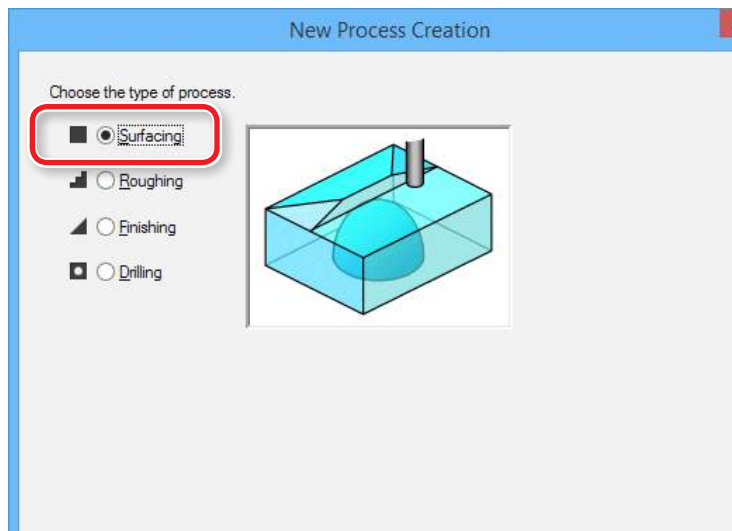 New Process Creation
Choose the type of process.
Surfacing
Roughing
Finishing
Drilling